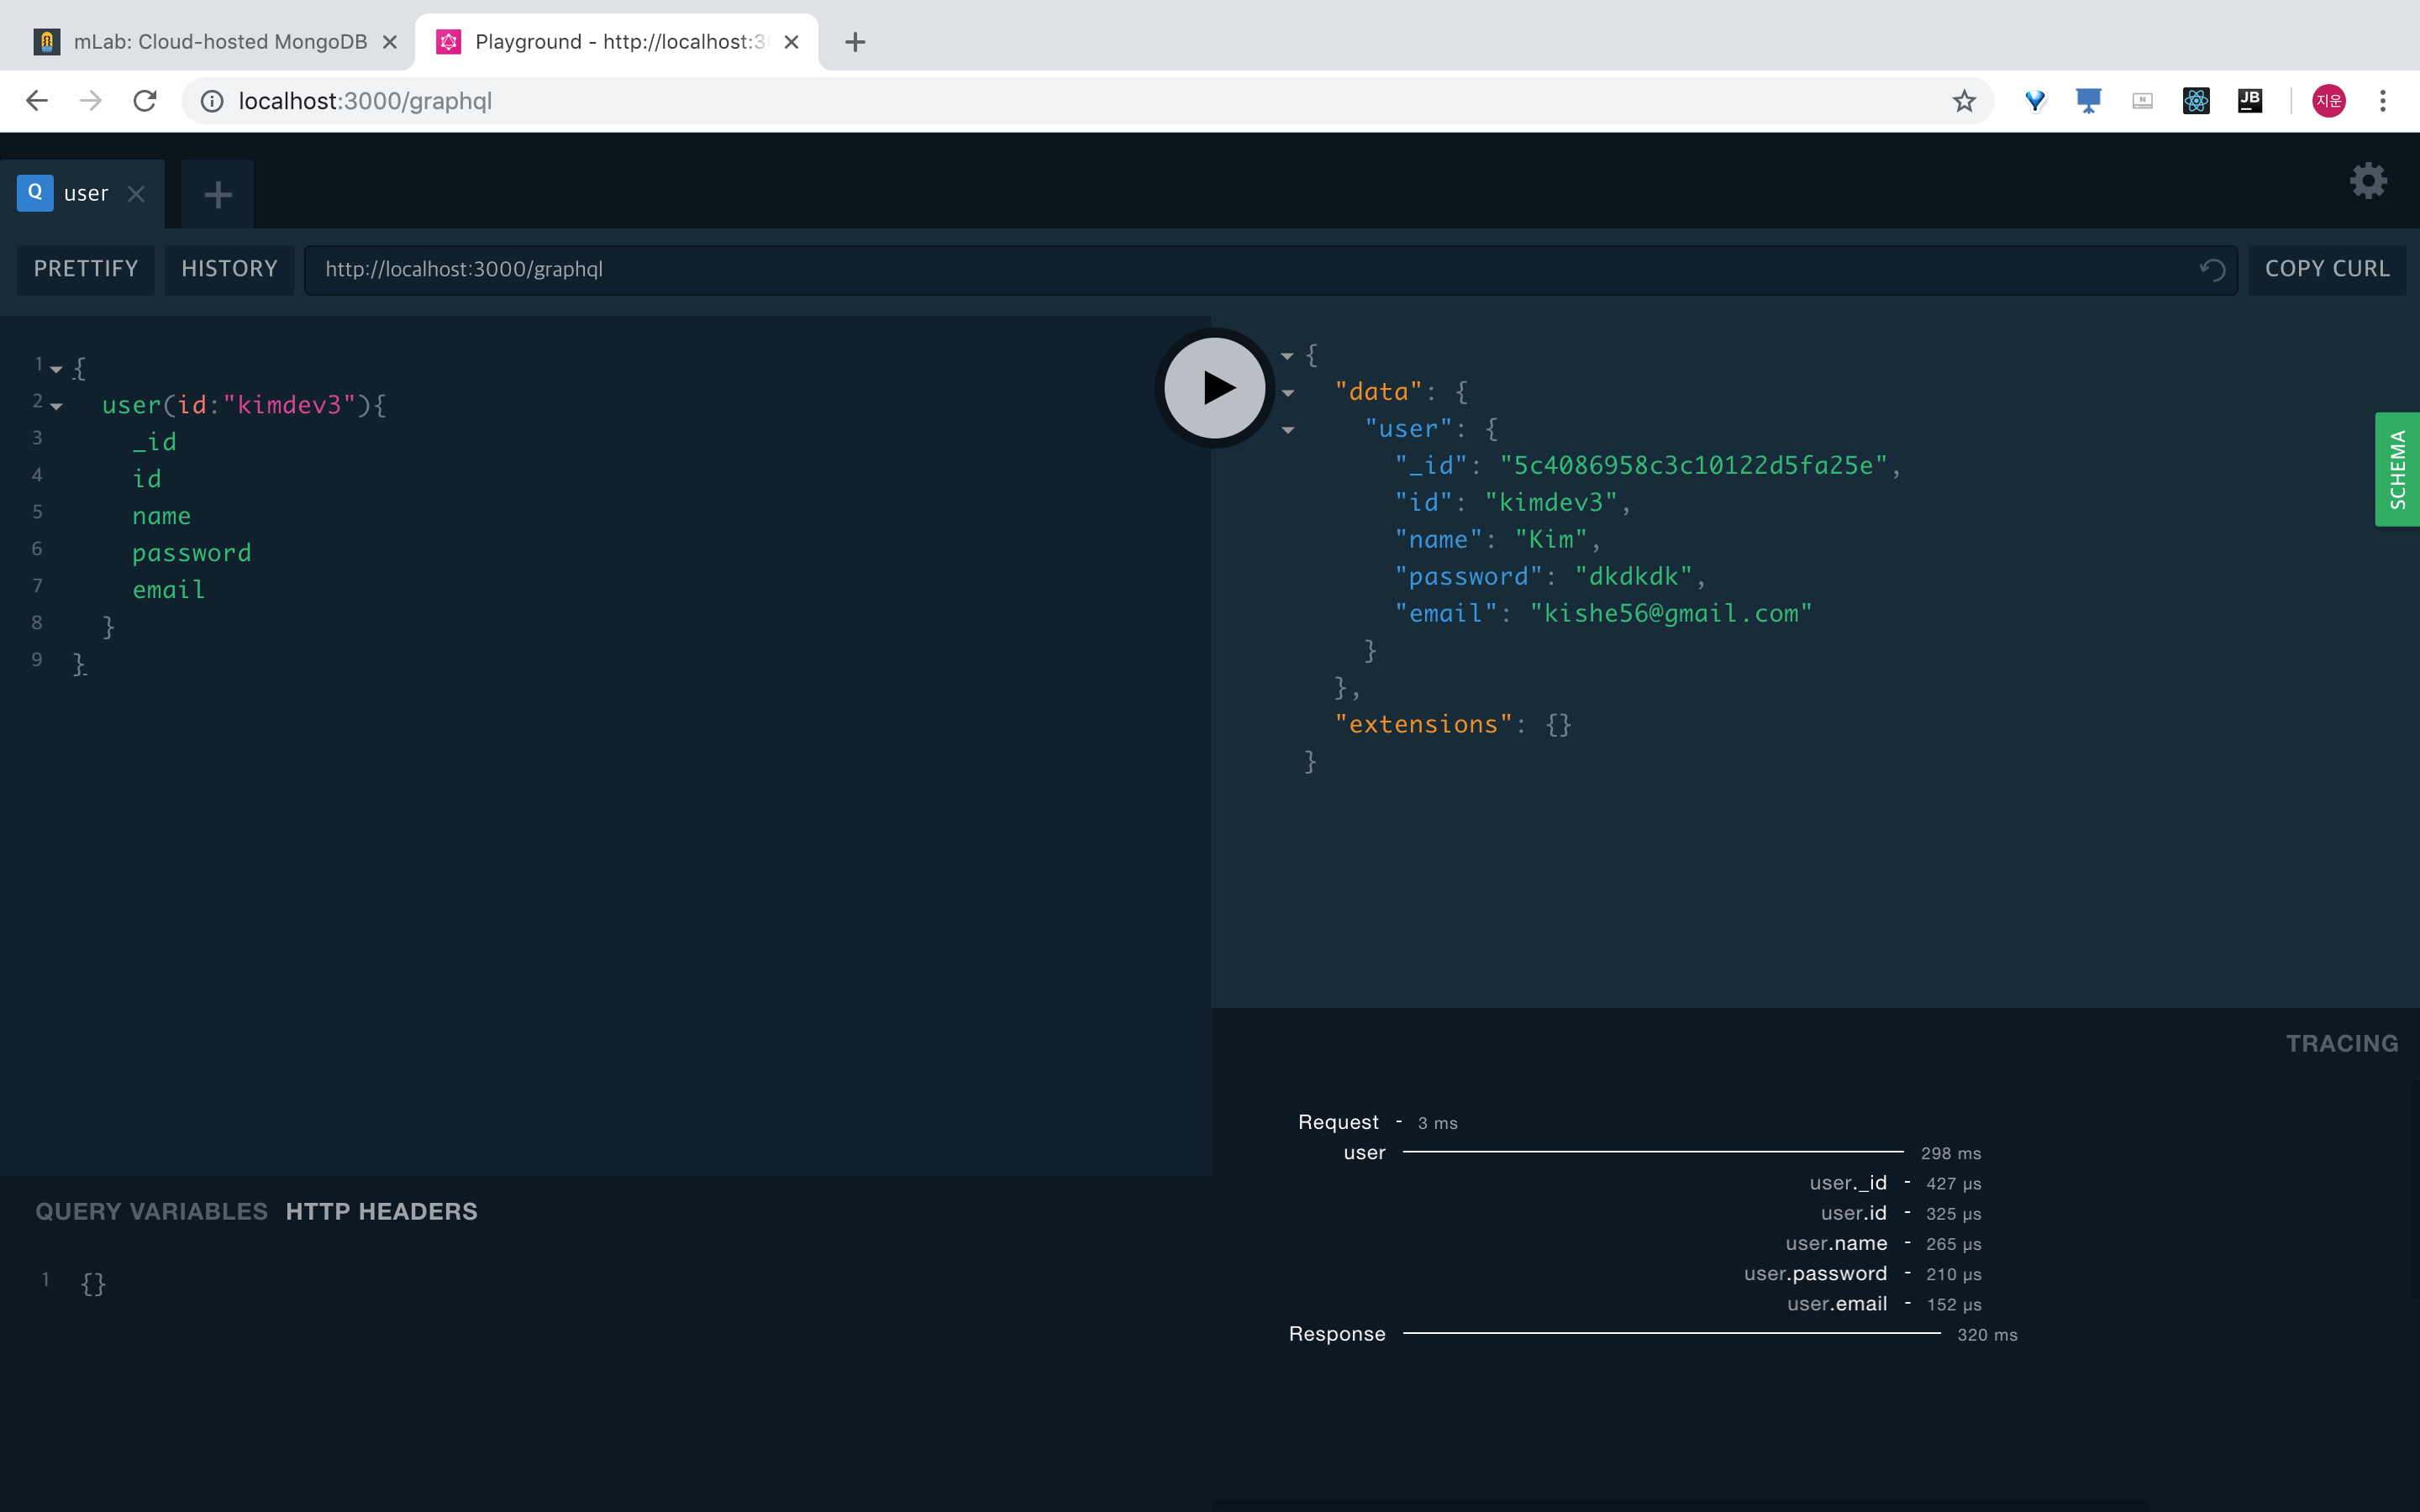 mLab: Cloud-hosted MongoDB
Playground - http://localhost:3
localhost:3000/graphql
JB
지운
Q user
PRETTIFY HISTORY http://localhost:3000/graphql COPY CURL
1 {
2 user(id:"kimdev3"){
3 _id
4 id
5 name
6 password
7 email
8 }
9 }
{
"data": {
"user": {
"_id": "5c4086958c3c10122d5fa25e",
"id": "kimdev3",
"name": "Kim",
"password": "dkdkdk",
"email": "kishe56@gmail.com"
}
},
"extensions": {}
}
SCHEMA
QUERY VARIABLES HTTP HEADERS
1 {}
TRACING
Request - 3 ms
user 298 ms
user._id - 427 µs
user.id - 325 µs
user.name - 265 µs
user.password - 210 µs
user.email - 152 µs
Response 320 ms